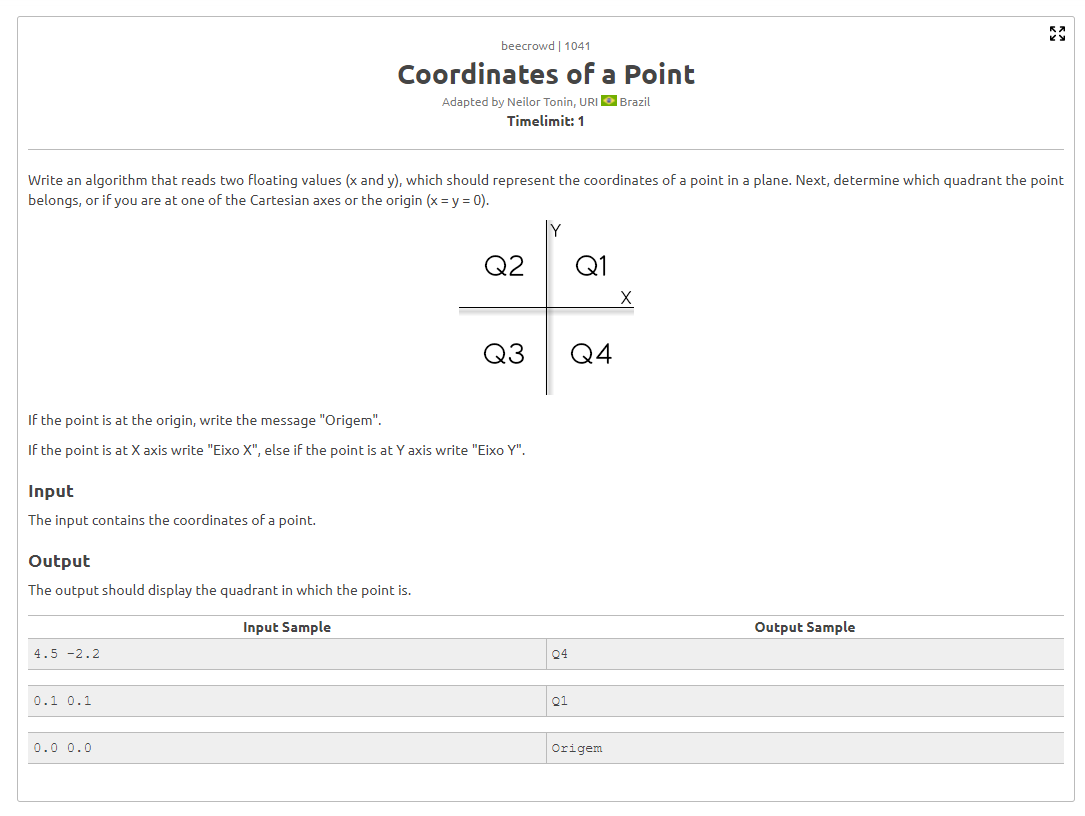 beecrowd | 1041
Coordinates of a Point
Adapted by Neilor Tonin, URI Brazil
Timelimit: 1
Write an algorithm that reads two floating values (x and y), which should represent the coordinates of a point in a plane. Next, determine which quadrant the point
belongs, or if you are at one of the Cartesian axes or the origin (x = y = 0).
Y
Q2 Q1
X
Q3 Q4
If the point is at the origin, write the message "Origem".
If the point is at X axis write "Eixo X", else if the point is at Y axis write "Eixo Y".
Input
The input contains the coordinates of a point.
Output
The output should display the quadrant in which the point is.
Input Sample Output Sample
4.5 -2.2 Q4
0.1 0.1 Q1
0.0 0.0 Origem